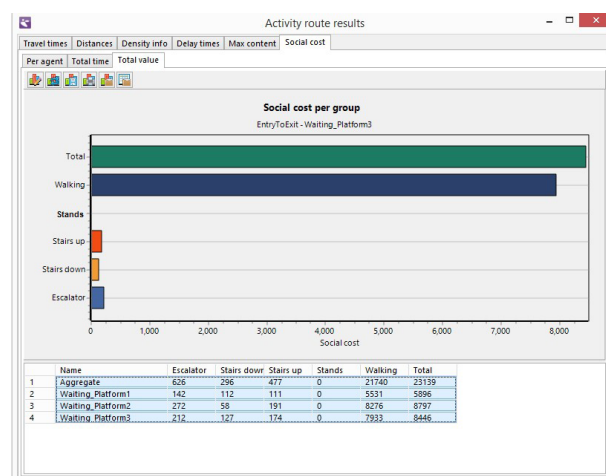 Activity route results
Travel times Distances Density info Delay times Max content Social cost
Per agent Total time Total value
Social cost per group
EntryToExit - Waiting_Platform3
Total
Walking
Stands
Stairs up
Stairs down
Escalator
0 1,000 2,000 3,000 4,000 5,000 6,000 7,000 8,000
Social cost
Name Escalator Stairs down Stairs up Stands Walking Total
1 Aggregate 626 296 477 0 21740 23139
2 Waiting_Platform1 142 112 111 0 5531 5896
3 Waiting_Platform2 272 58 191 0 8276 8797
4 Waiting_Platform3 212 127 174 0 7933 8446